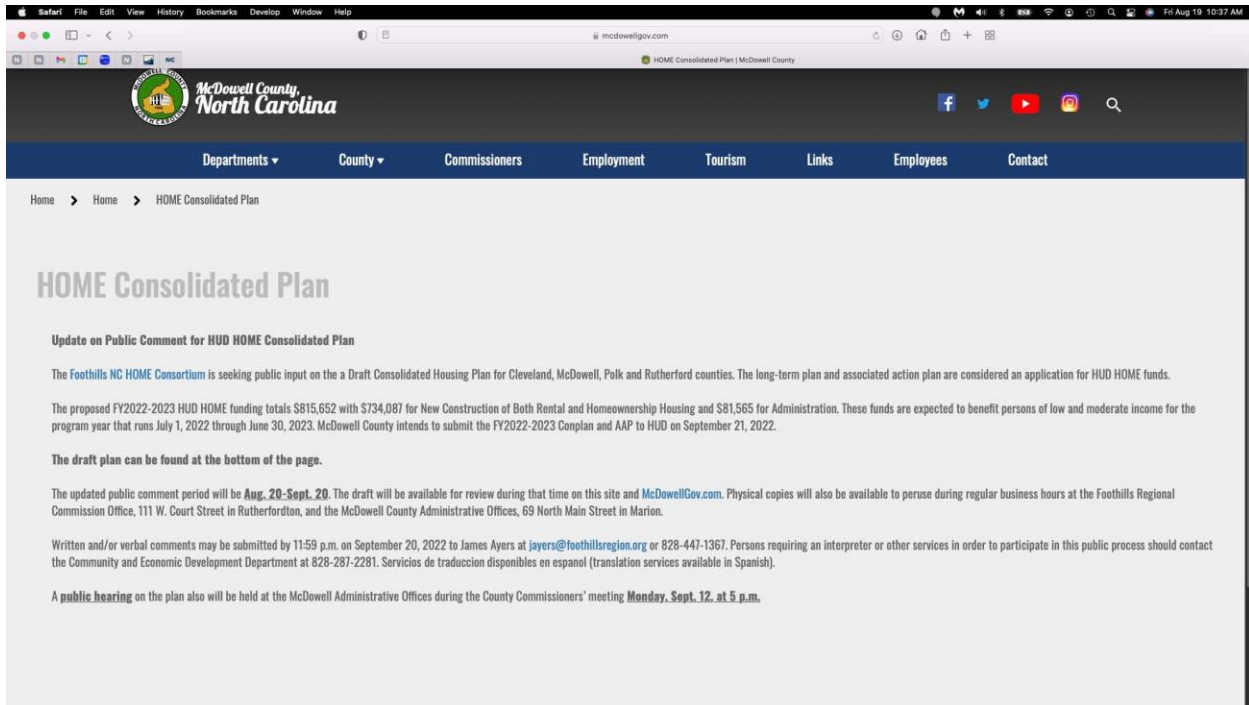 Safari File Edit View History Bookmarks Develop Window Help
Fri Aug 19 10:37 AM
mcdowellgov.com
NC
HOME Consolidated Plan | McDowell County
McDowell County,
North Carolina
Departments County Commissioners Employment Tourism Links Employees Contact
Home Home HOME Consolidated Plan
HOME Consolidated Plan
Update on Public Comment for HUD HOME Consolidated Plan
The Foothills NC HOME Consortium is seeking public input on the a Draft Consolidated Housing Plan for Cleveland, McDowell, Polk and Rutherford counties. The long-term plan and associated action plan are considered an application for HUD HOME funds.
The proposed FY2022-2023 HUD HOME funding totals $815,652 with $734,087 for New Construction of Both Rental and Homeownership Housing and $81,565 for Administration. These funds are expected to benefit persons of low and moderate income for the
program year that runs July 1, 2022 through June 30, 2023. McDowell County intends to submit the FY2022-2023 Conplan and AAP to HUD on September 21, 2022.
The draft plan can be found at the bottom of the page.
The updated public comment period will be Aug. 20-Sept. 20. The draft will be available for review during that time on this site and McDowellGov.com. Physical copies will also be available to peruse during regular business hours at the Foothills Regional
Commission Office, 111 W. Court Street in Rutherfordton, and the McDowell County Administrative Offices, 69 North Main Street in Marion.
Written and/or verbal comments may be submitted by 11:59 p.m. on September 20, 2022 to James Ayers at jayers@foothillsregion.org or 828-447-1367. Persons requiring an interpreter or other services in order to participate in this public process should contact
the Community and Economic Development Department at 828-287-2281. Servicios de traduccion disponibles en espanol (translation services available in Spanish).
A public hearing on the plan also will be held at the McDowell Administrative Offices during the County Commissioners' meeting Monday, Sept. 12, at 5 p.m.